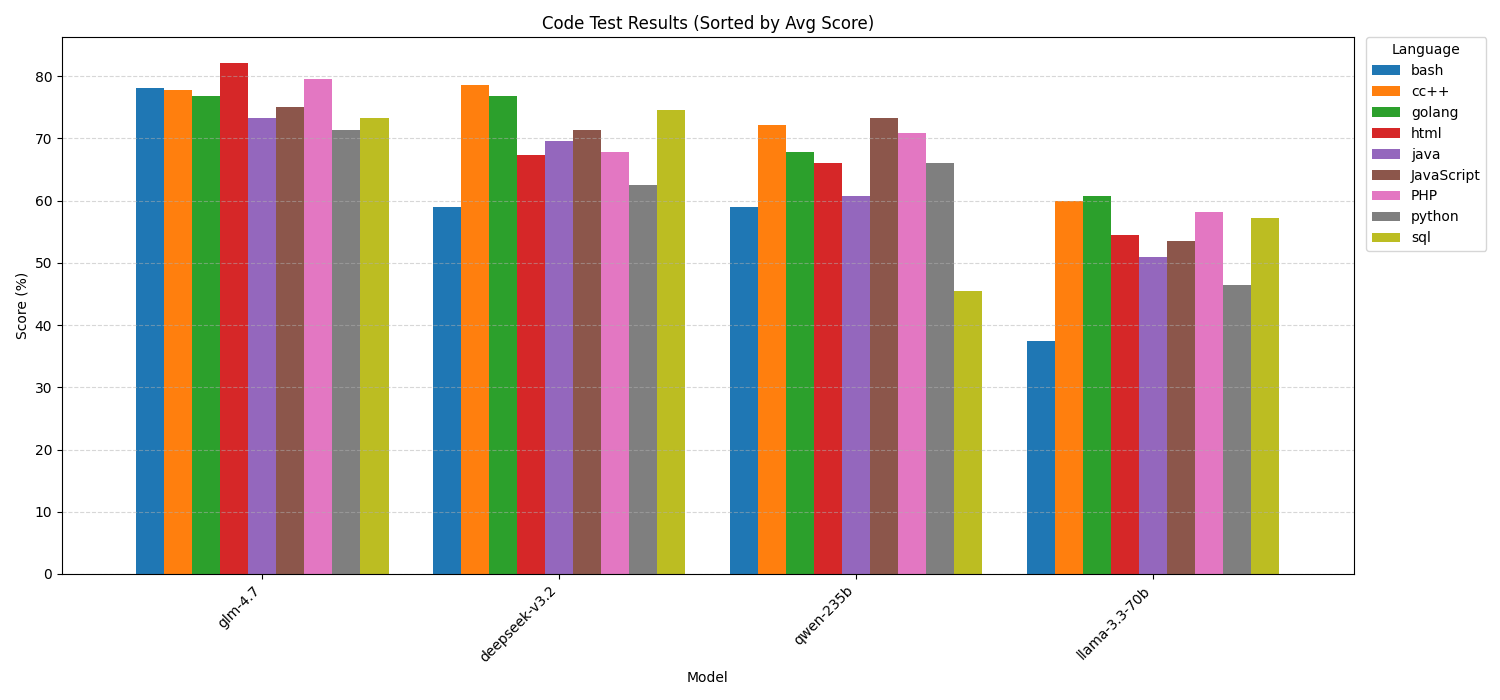 Code Test Results (Sorted by Avg Score)
Language
bash
cc++
golang
html
java
JavaScript
PHP
python
sql
Score (%)
80
70
60
50
40
30
20
10
0
glm-4.7
deepseek-v3.2
qwen-235b
llama-3.3-70b
Model